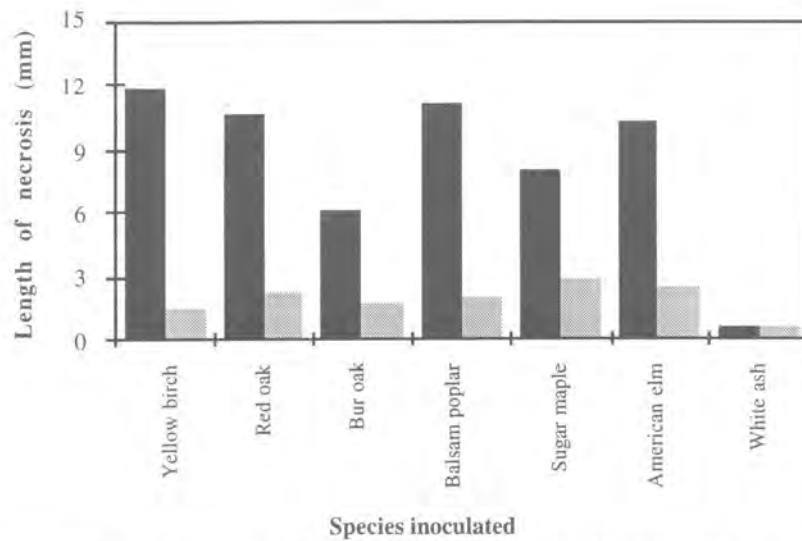 Length of necrosis (mm)
15
12
9
6
3
0
Yellow birch
Red oak
Bur oak
Balsam poplar
Sugar maple
American elm
White ash
Species inoculated